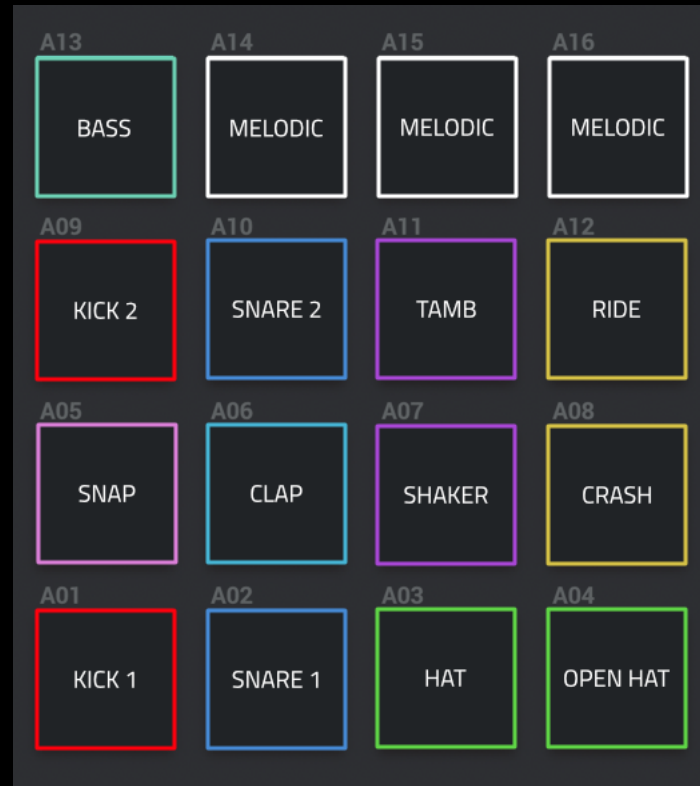 A13 A14 A15 A16
BASS MELODIC MELODIC MELODIC
A09 A10 A11 A12
KICK 2 SNARE 2 TAMB RIDE
A05 A06 A07 A08
SNAP CLAP SHAKER CRASH
A01 A02 A03 A04
KICK 1 SNARE 1 HAT OPEN HAT